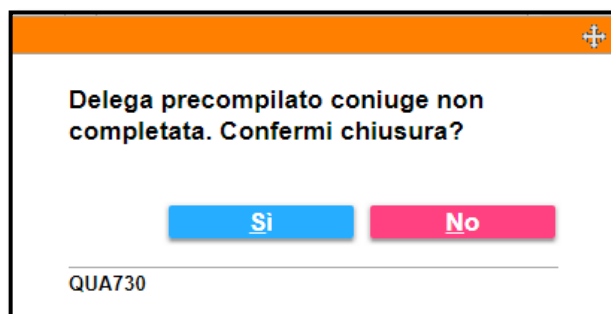 Delega precompilato coniuge non
completata. Confermi chiusura?
Sì No
QUA730